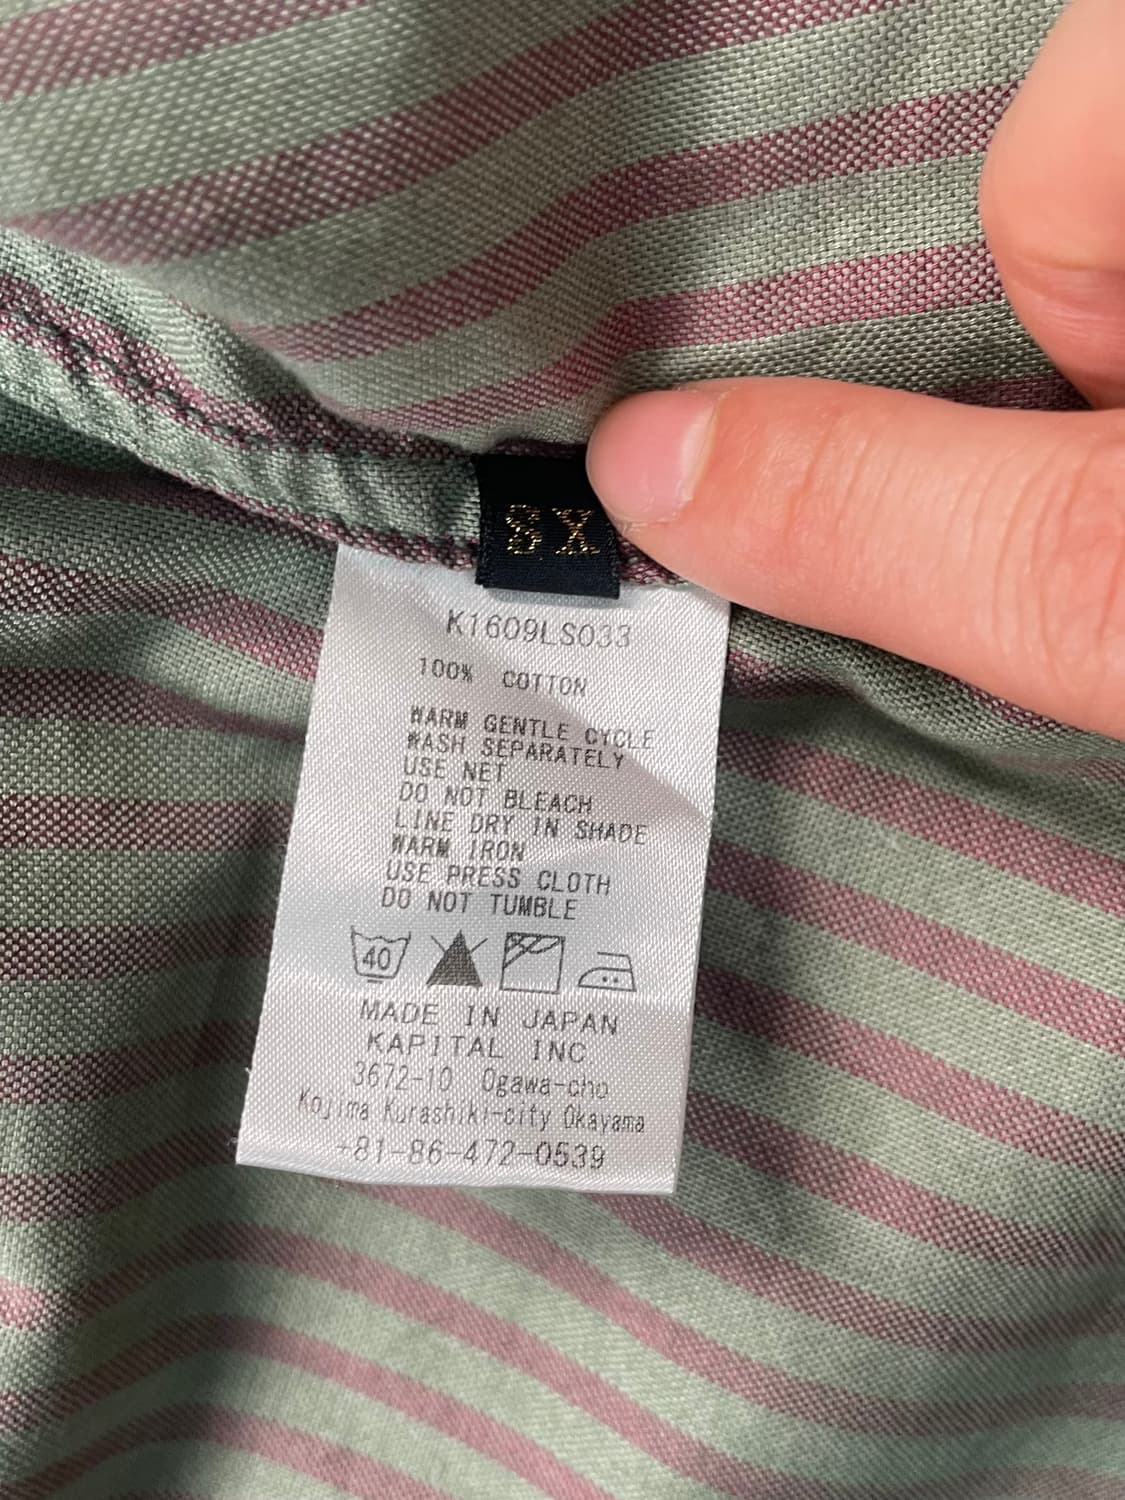 XS
K1609LS033
100% COTTON
WARM GENTLE CYCLE
WASH SEPARATELY
USE NET
DO NOT BLEACH
LINE DRY IN SHADE
WARM IRON
USE PRESS CLOTH
DO NOT TUMBLE
40
MADE IN JAPAN
KAPITAL INC
3672-10 Ogawa-cho
Kojima Kurashiki-city Okayama
+81-86-472-0539